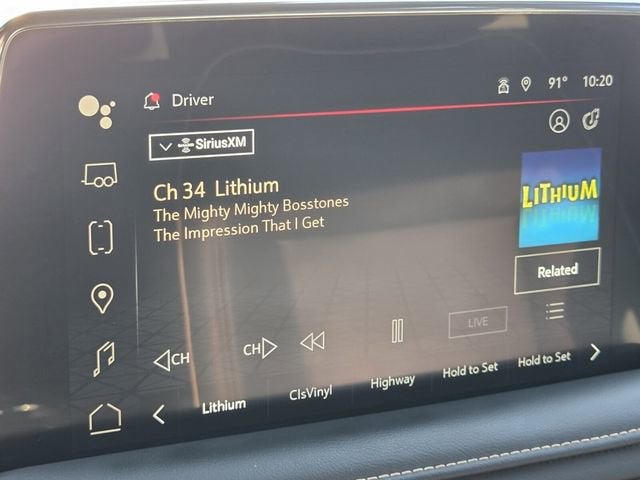 Driver
91° 10:20
SiriusXM
Ch 34 Lithium
The Mighty Mighty Bosstones
The Impression That I Get
LITHIUM
Related
CH
CH
LIVE
Lithium
ClsVinyl
Highway
Hold to Set
Hold to Set